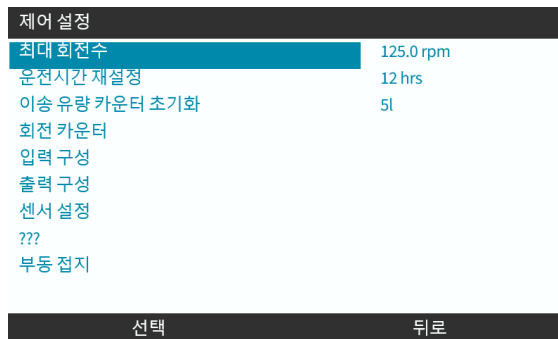 제어 설정
최대 회전수 125.0 rpm
운전시간 재설정 12 hrs
이송 유량 카운터 초기화 5l
회전 카운터
입력 구성
출력 구성
센서 설정
???
부동 접지
선택 뒤로